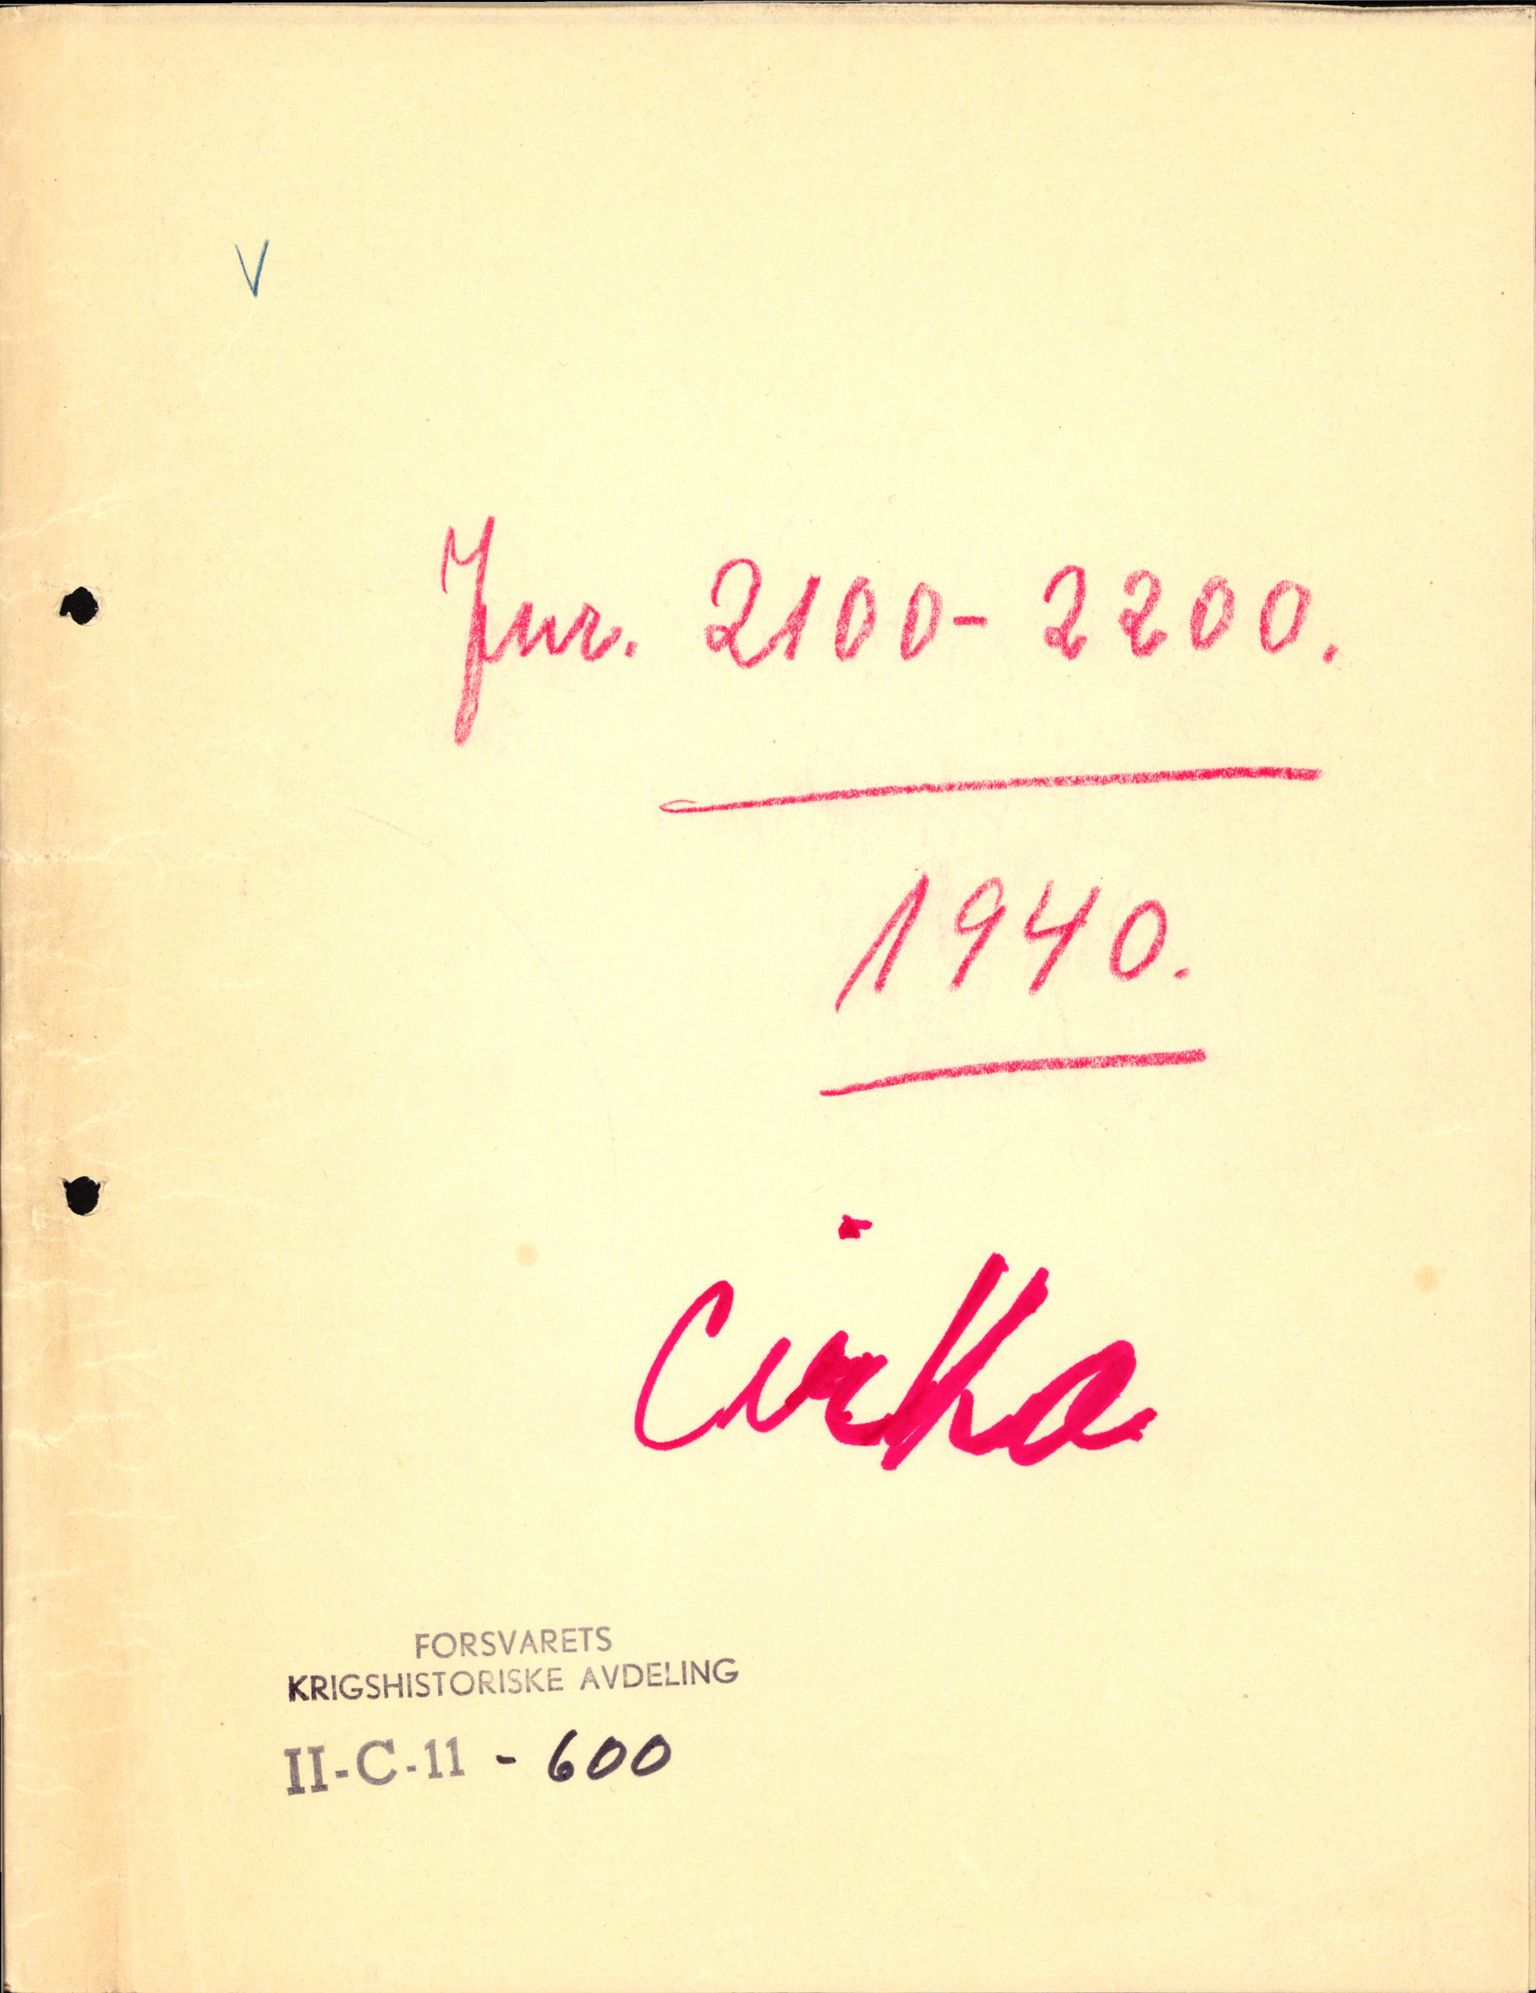 V
Jnr. 2100-2200.
1940.
Cirka
FORSVARETS
KRIGSHISTORISKE AVDELING
II-C-11 - 600